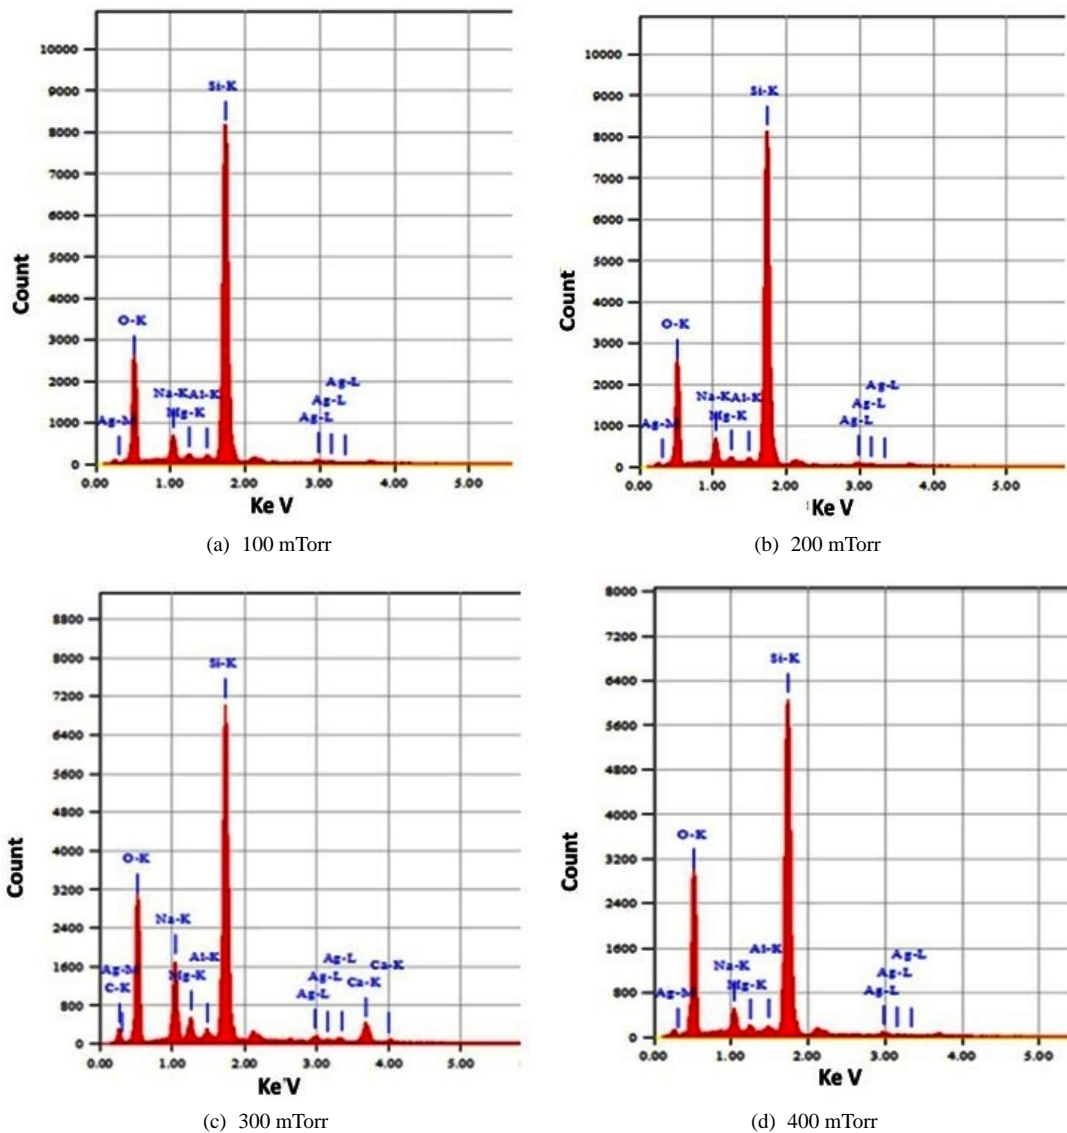 10000
9000
8000
7000
6000
5000
4000
3000
2000
1000
0
Count
Si-K
O-K
Na-K Al-K
Mg-K
Ag-M
Ag-L
Ag-L
Ag-L
0.00 1.00 2.00 3.00 4.00 5.00
Ke V
(a) 100 mTorr
10000
9000
8000
7000
6000
5000
4000
3000
2000
1000
0
Count
Si-K
O-K
Na-K Al-K
Mg-K
Ag-M
Ag-L
Ag-L
Ag-L
0.00 1.00 2.00 3.00 4.00 5.00
Ke V
(b) 200 mTorr
8800
8000
7200
6400
5600
4800
4000
3200
2400
1600
800
0
Count
Si-K
O-K
Na-K
Al-K
Mg-K
Ag-M
C-K
Ag-L
Ag-L
Ag-L
Ca-K
Ca-K
0.00 1.00 2.00 3.00 4.00 5.00
Ke V
(c) 300 mTorr
8000
7200
6400
5600
4800
4000
3200
2400
1600
800
0
Count
Si-K
O-K
Al-K
Na-K
Mg-K
Ag-M
Ag-L
Ag-L
Ag-L
0.00 1.00 2.00 3.00 4.00 5.00
Ke V
(d) 400 mTorr